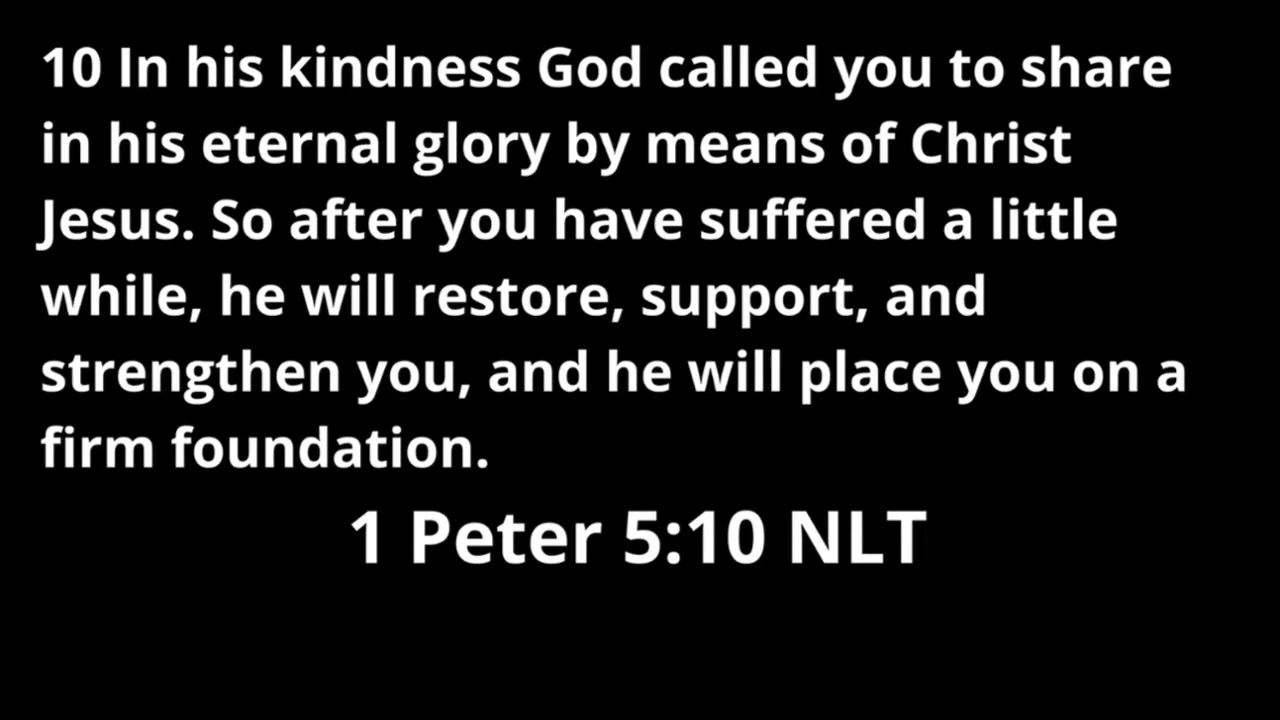 10 In his kindness God called you to share
in his eternal glory by means of Christ
Jesus. So after you have suffered a little
while, he will restore, support, and
strengthen you, and he will place you on a
firm foundation.
1 Peter 5:10 NLT